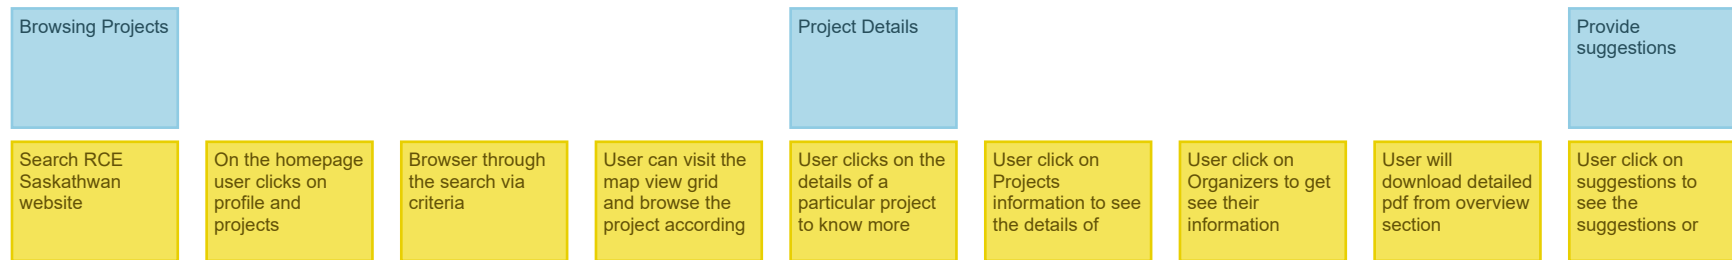 Browsing Projects
Project Details
Provide
suggestions
Search RCE
Saskathwan
website
On the homepage
user clicks on
profile and
projects
Browser through
the search via
criteria
User can visit the
map view grid
and browse the
project according
User clicks on the
details of a
particular project
to know more
User click on
Projects
information to see
the details of
User click on
Organizers to get
see their
information
User will
download detailed
pdf from overview
section
User click on
suggestions to
see the
suggestions or